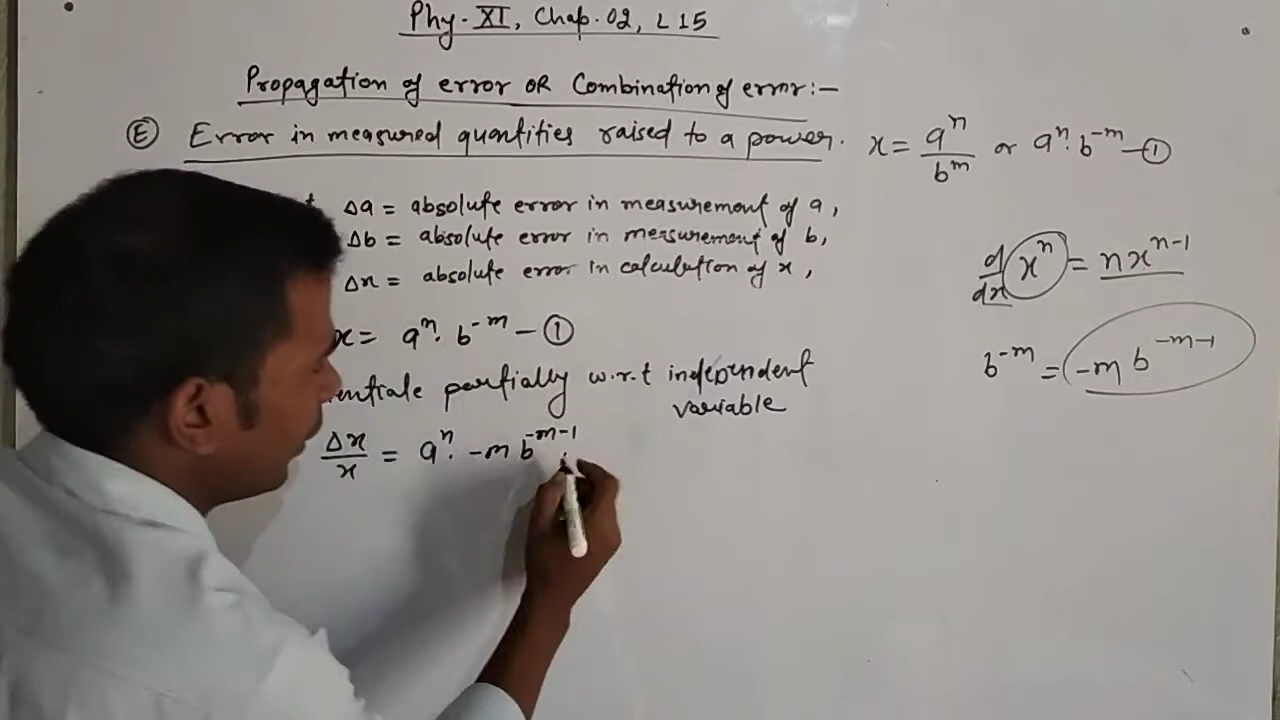 Phy-XI, Chap.02, L 15
Propagation of error OR Combination of error:-
Ⓔ Error in measured quantities raised to a power. x = a^n / b^m or a^n. b^-m — ①
Δa = absolute error in measurement of a,
Δb = absolute error in measurement of b,
Δx = absolute error in calculation of x,
x = a^n. b^-m — ①
partially w.r.t independent
variable
Δx/x = a^n. -m b^-m-1
d/dx x^n = nx^n-1
b^-m = -m b^-m-1